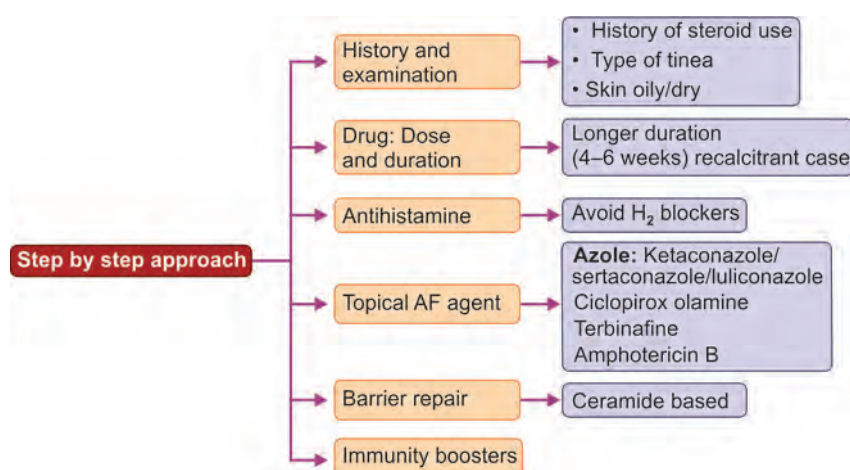 Step by step approach
History and
examination
• History of steroid use
• Type of tinea
• Skin oily/dry
Drug: Dose
and duration
Longer duration
(4–6 weeks) recalcitrant case
Antihistamine
Avoid H₂ blockers
Topical AF agent
Azole: Ketaconazole/
sertaconazole/luliconazole
Ciclopirox olamine
Terbinafine
Amphotericin B
Barrier repair
Ceramide based
Immunity boosters